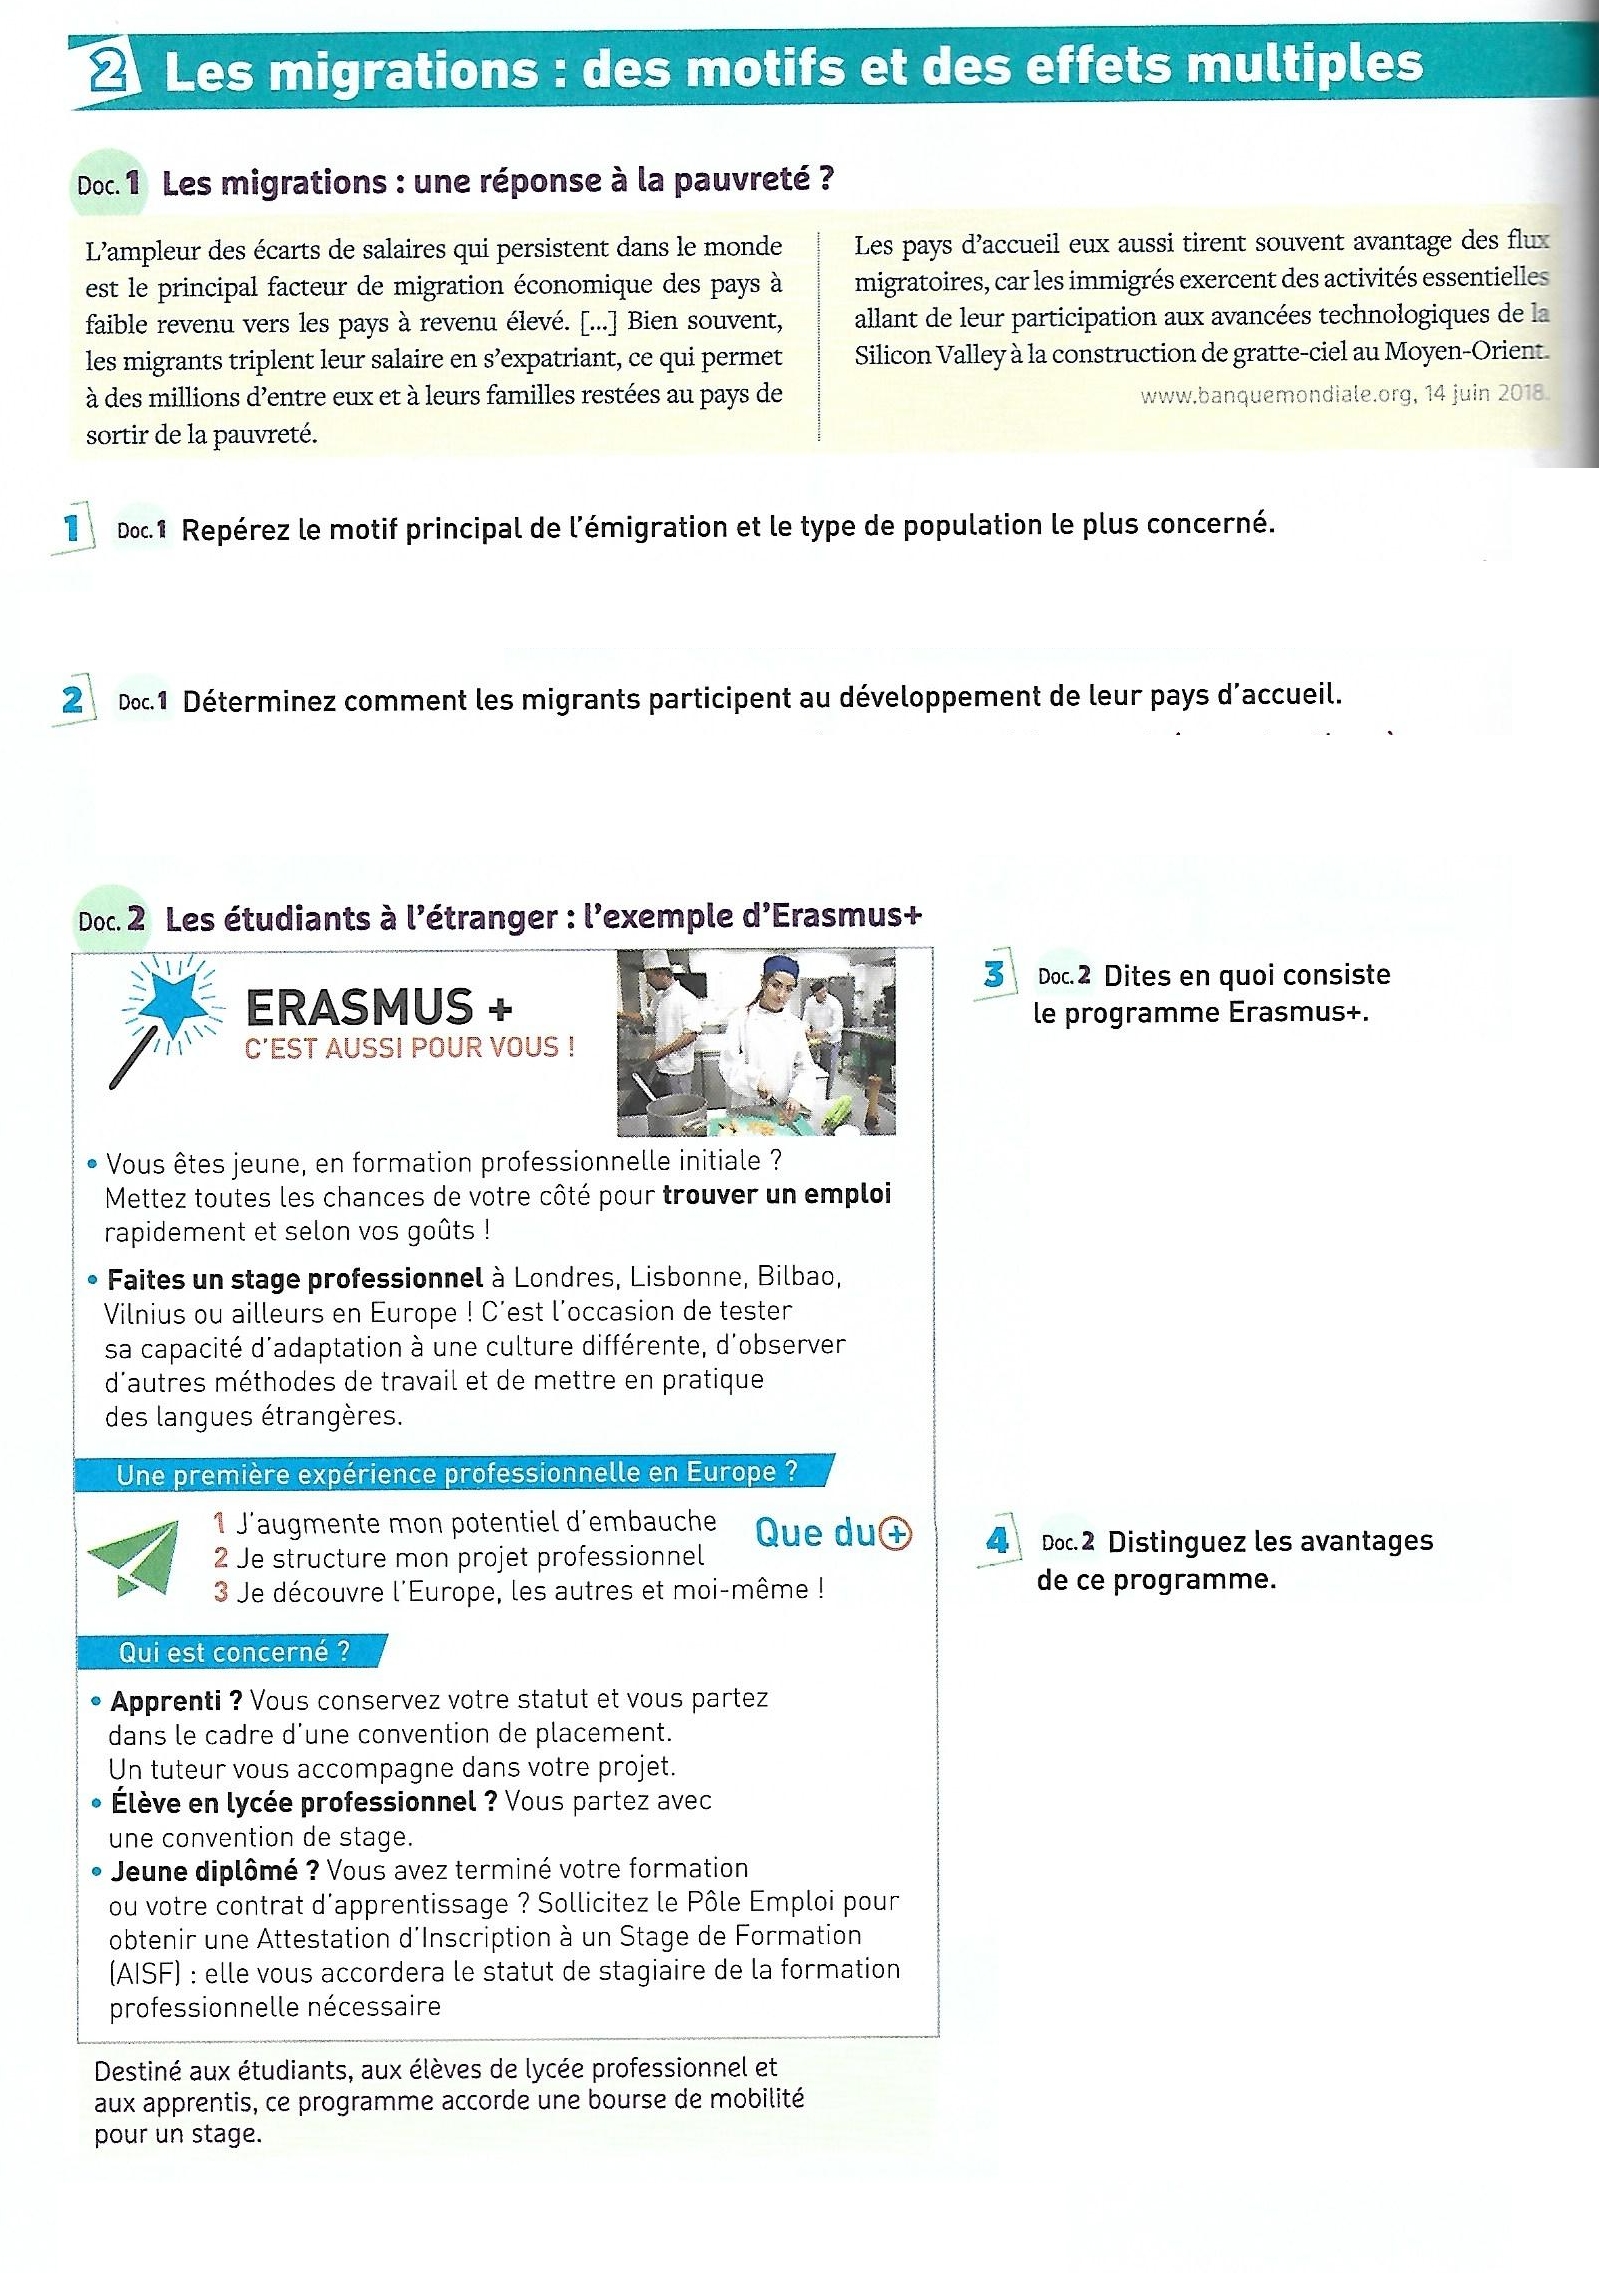 2 Les migrations : des motifs et des effets multiples
Doc. 1 Les migrations : une réponse à la pauvreté ?
L'ampleur des écarts de salaires qui persistent dans le monde
est le principal facteur de migration économique des pays à
faible revenu vers les pays à revenu élevé. [...] Bien souvent,
les migrants triplent leur salaire en s'expatriant, ce qui permet
à des millions d'entre eux et à leurs familles restées au pays de
sortir de la pauvreté.
Les pays d'accueil eux aussi tirent souvent avantage des flux
migratoires, car les immigrés exercent des activités essentielles
allant de leur participation aux avancées technologiques de la
Silicon Valley à la construction de gratte-ciel au Moyen-Orient.
www.banquemondiale.org, 14 juin 2018.
1 Doc. 1 Repérez le motif principal de l'émigration et le type de population le plus concerné.
2 Doc. 1 Déterminez comment les migrants participent au développement de leur pays d'accueil.
Doc. 2 Les étudiants à l'étranger : l'exemple d'Erasmus+
ERASMUS +
C'EST AUSSI POUR VOUS !
• Vous êtes jeune, en formation professionnelle initiale ?
Mettez toutes les chances de votre côté pour trouver un emploi
rapidement et selon vos goûts !
• Faites un stage professionnel à Londres, Lisbonne, Bilbao,
Vilnius ou ailleurs en Europe ! C'est l'occasion de tester
sa capacité d'adaptation à une culture différente, d'observer
d'autres méthodes de travail et de mettre en pratique
des langues étrangères.
Une première expérience professionnelle en Europe ?
1 J'augmente mon potentiel d'embauche
2 Je structure mon projet professionnel
3 Je découvre l'Europe, les autres et moi-même !
Que du +
Qui est concerné ?
• Apprenti ? Vous conservez votre statut et vous partez
dans le cadre d'une convention de placement.
Un tuteur vous accompagne dans votre projet.
• Élève en lycée professionnel ? Vous partez avec
une convention de stage.
• Jeune diplômé ? Vous avez terminé votre formation
ou votre contrat d'apprentissage ? Sollicitez le Pôle Emploi pour
obtenir une Attestation d'Inscription à un Stage de Formation
(AISF) : elle vous accordera le statut de stagiaire de la formation
professionnelle nécessaire
Destiné aux étudiants, aux élèves de lycée professionnel et
aux apprentis, ce programme accorde une bourse de mobilité
pour un stage.
3 Doc. 2 Dites en quoi consiste
le programme Erasmus+.
4 Doc. 2 Distinguez les avantages
de ce programme.